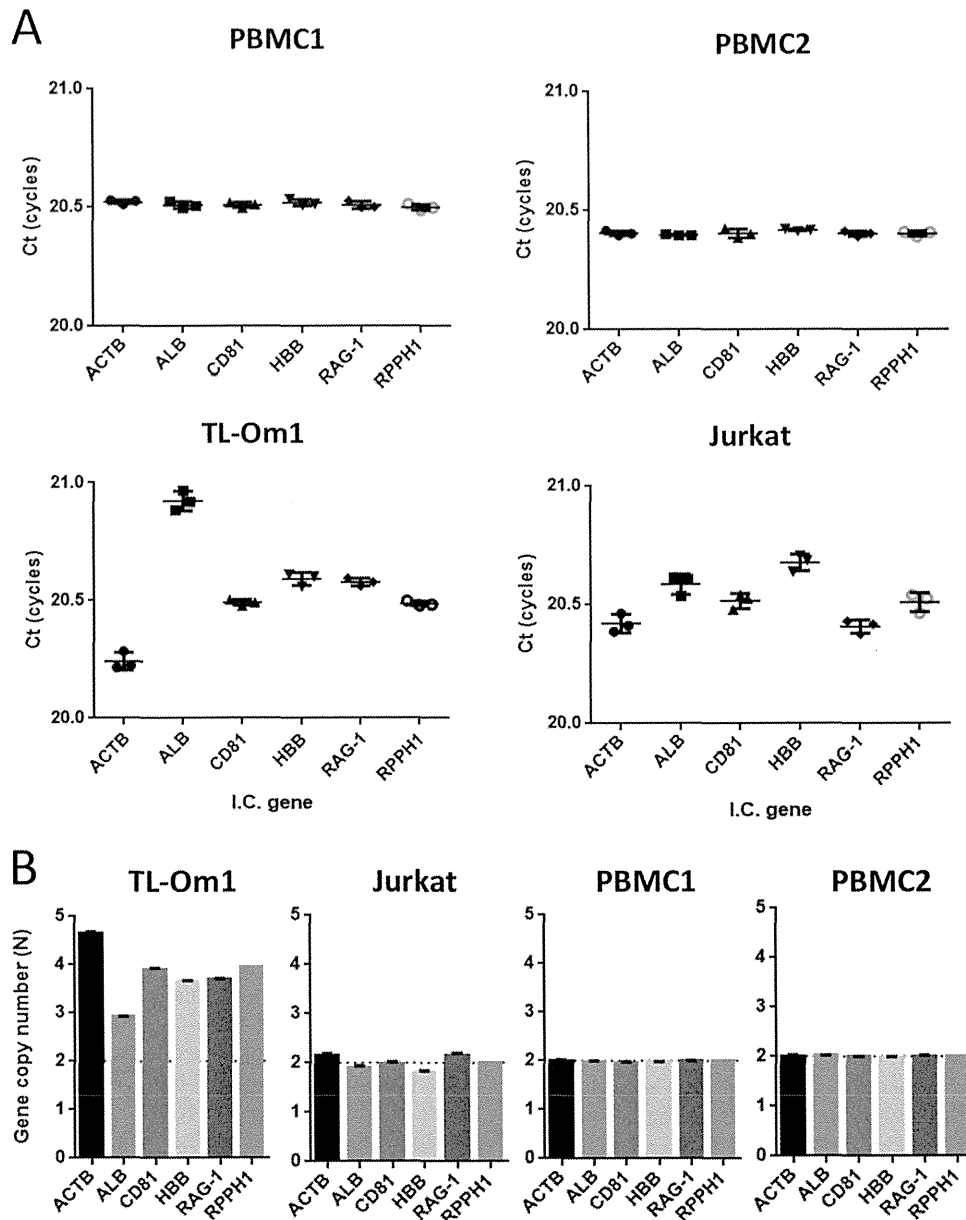 A
PBMC1
21.0
20.5
20.0
Ct (cycles)
ACTB
ALB
CD81
HBB
RAG-1
RPPH1
PBMC2
21.0
20.4
20.0
Ct (cycles)
ACTB
ALB
CD81
HBB
RAG-1
RPPH1
TL-Om1
21.0
20.5
20.0
Ct (cycles)
ACTB
ALB
CD81
HBB
RAG-1
RPPH1
I.C. gene
Jurkat
21.0
20.5
20.0
Ct (cycles)
ACTB
ALB
CD81
HBB
RAG-1
RPPH1
I.C. gene
B
TL-Om1
Gene copy number (N)
5
4
3
2
1
0
ACTB
ALB
CD81
HBB
RAG-1
RPPH1
Jurkat
5
4
3
2
1
0
ACTB
ALB
CD81
HBB
RAG-1
RPPH1
PBMC1
5
4
3
2
1
0
ACTB
ALB
CD81
HBB
RAG-1
RPPH1
PBMC2
5
4
3
2
1
0
ACTB
ALB
CD81
HBB
RAG-1
RPPH1